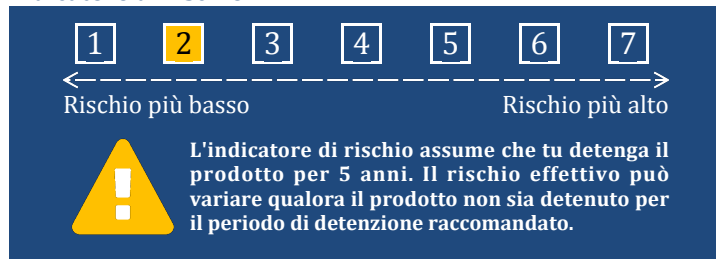 1 2 3 4 5 6 7
Rischio più basso Rischio più alto
L'indicatore di rischio assume che tu detenga il
prodotto per 5 anni. Il rischio effettivo può
variare qualora il prodotto non sia detenuto per
il periodo di detenzione raccomandato.